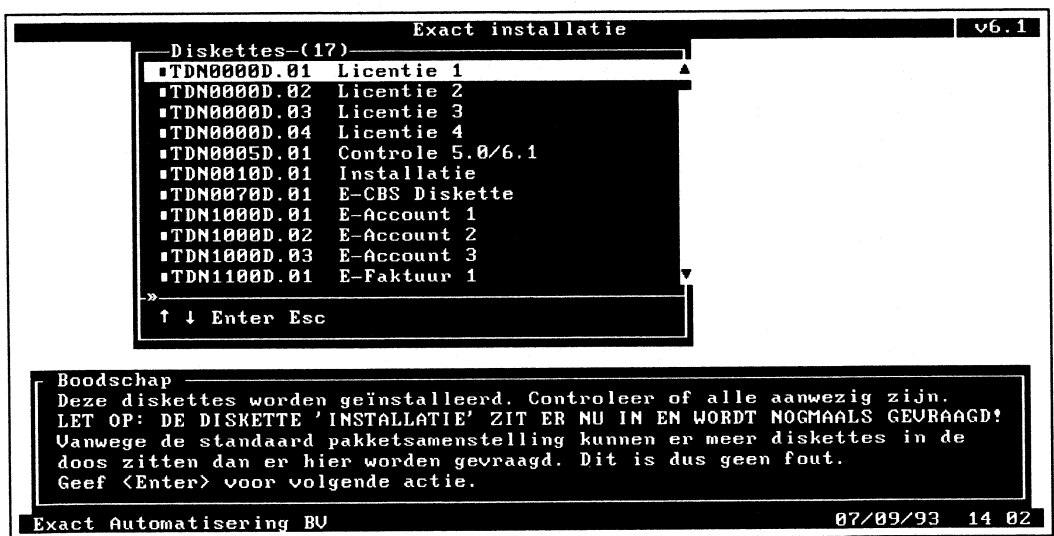 Exact installatie v6.1
Diskettes (17)
TDN0000D.01 Licentie 1
TDN0000D.02 Licentie 2
TDN0000D.03 Licentie 3
TDN0000D.04 Licentie 4
TDN0005D.01 Controle 5.0/6.1
TDN0010D.01 Installatie
TDN0070D.01 E-CBS Diskette
TDN1000D.01 E-Account 1
TDN1000D.02 E-Account 2
TDN1000D.03 E-Account 3
TDN1100D.01 E-Faktuur 1
»
↑ ↓ Enter Esc
Boodschap
Deze diskettes worden geïnstalleerd. Controleer of alle aanwezig zijn.
LET OP: DE DISKETTE 'INSTALLATIE' ZIT ER NU IN EN WORDT NOGMAALS GEVRAAGD!
Vanwege de standaard pakketsamenstelling kunnen er meer diskettes in de
doos zitten dan er hier worden gevraagd. Dit is dus geen fout.
Geef <Enter> voor volgende actie.
Exact Automatisering BV 07/09/93 14 02